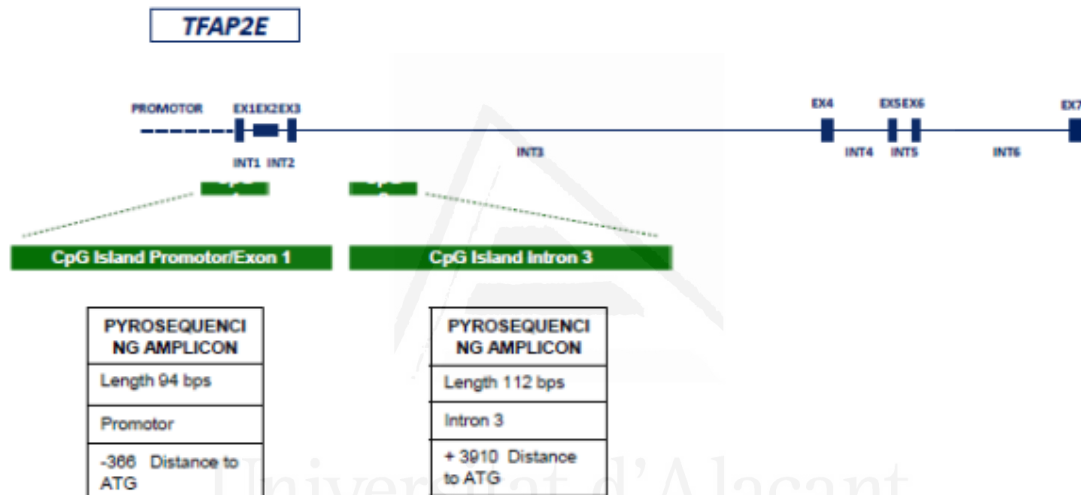 TFAP2E
PROMOTOR EX1EX2EX3 EX4 EX5EX6 EX7
INT1 INT2 INT3 INT4 INT5 INT6
CpG Island Promotor/Exon 1 CpG Island Intron 3
PYROSEQUENCI
NG AMPLICON
Length 94 bps
Promotor
-366 Distance to
ATG
PYROSEQUENCI
NG AMPLICON
Length 112 bps
Intron 3
+ 3910 Distance
to ATG
Universitat d'Alacant